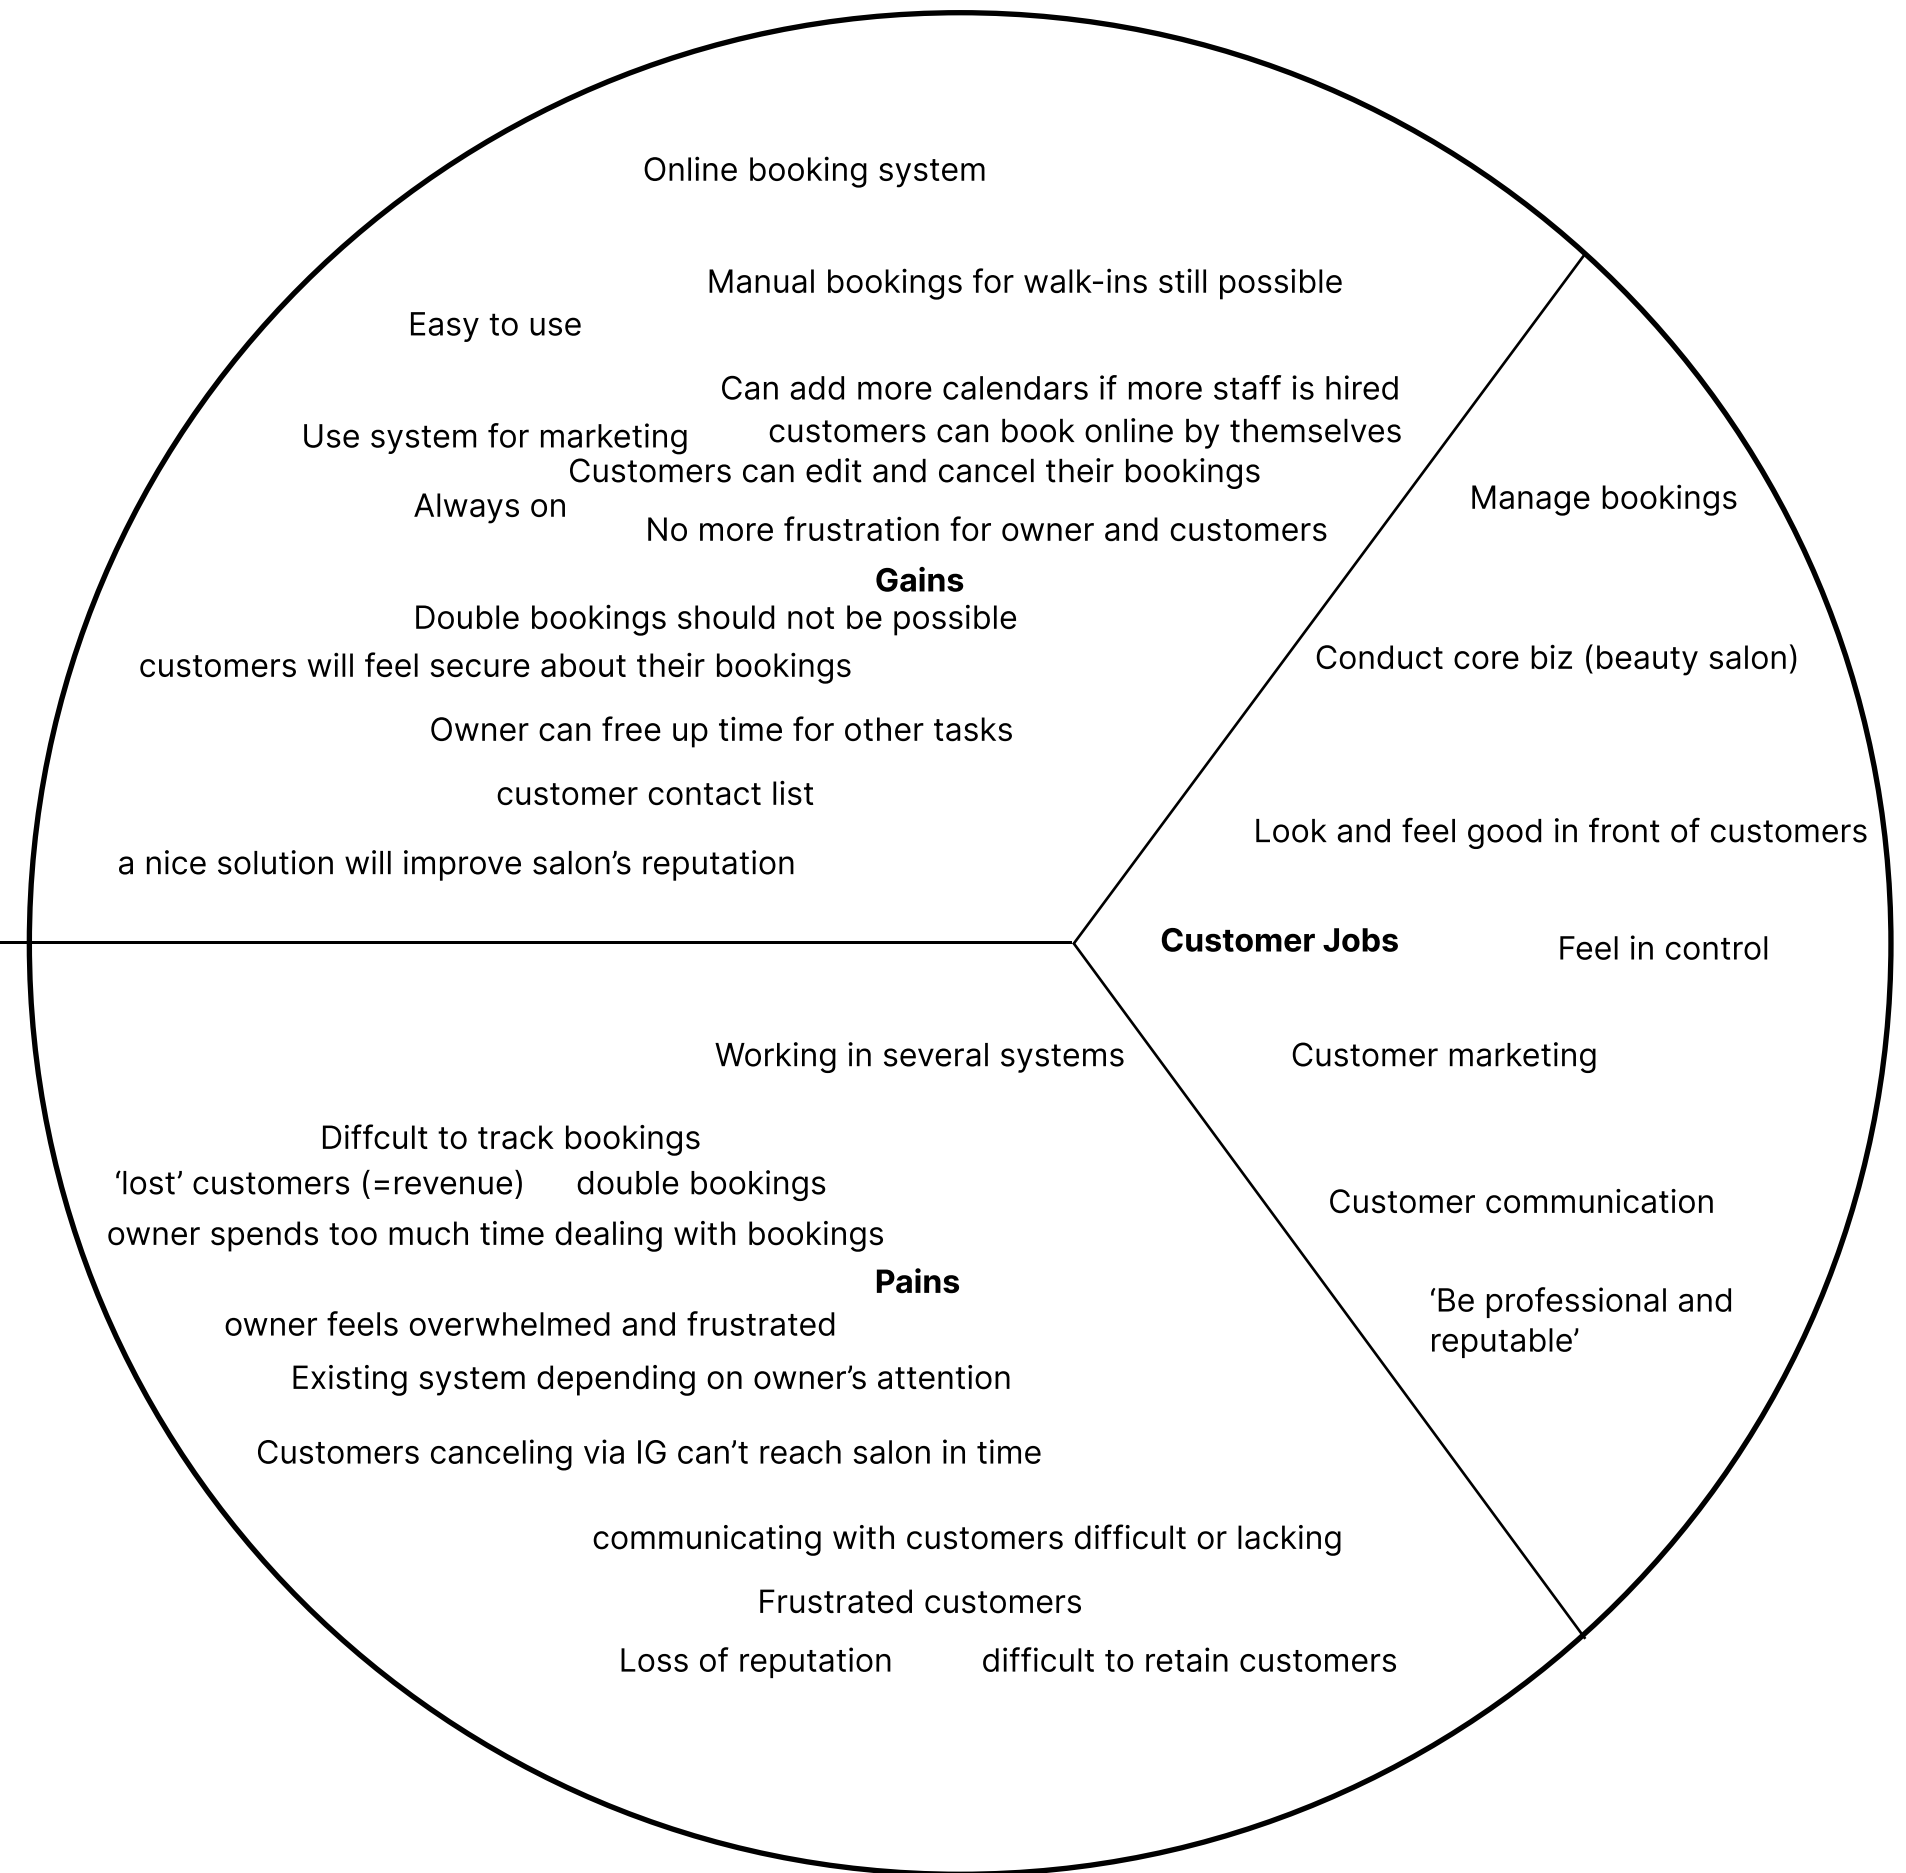 Online booking system
Manual bookings for walk-ins still possible
Easy to use
Can add more calendars if more staff is hired
Use system for marketing
customers can book online by themselves
Customers can edit and cancel their bookings
Always on
No more frustration for owner and customers
Gains
Double bookings should not be possible
customers will feel secure about their bookings
Owner can free up time for other tasks
customer contact list
a nice solution will improve salon’s reputation
Manage bookings
Conduct core biz (beauty salon)
Look and feel good in front of customers
Customer Jobs
Feel in control
Customer marketing
Customer communication
‘Be professional and
reputable’
Working in several systems
Diffcult to track bookings
‘lost’ customers (=revenue)
double bookings
owner spends too much time dealing with bookings
Pains
owner feels overwhelmed and frustrated
Existing system depending on owner’s attention
Customers canceling via IG can’t reach salon in time
communicating with customers difficult or lacking
Frustrated customers
Loss of reputation
difficult to retain customers